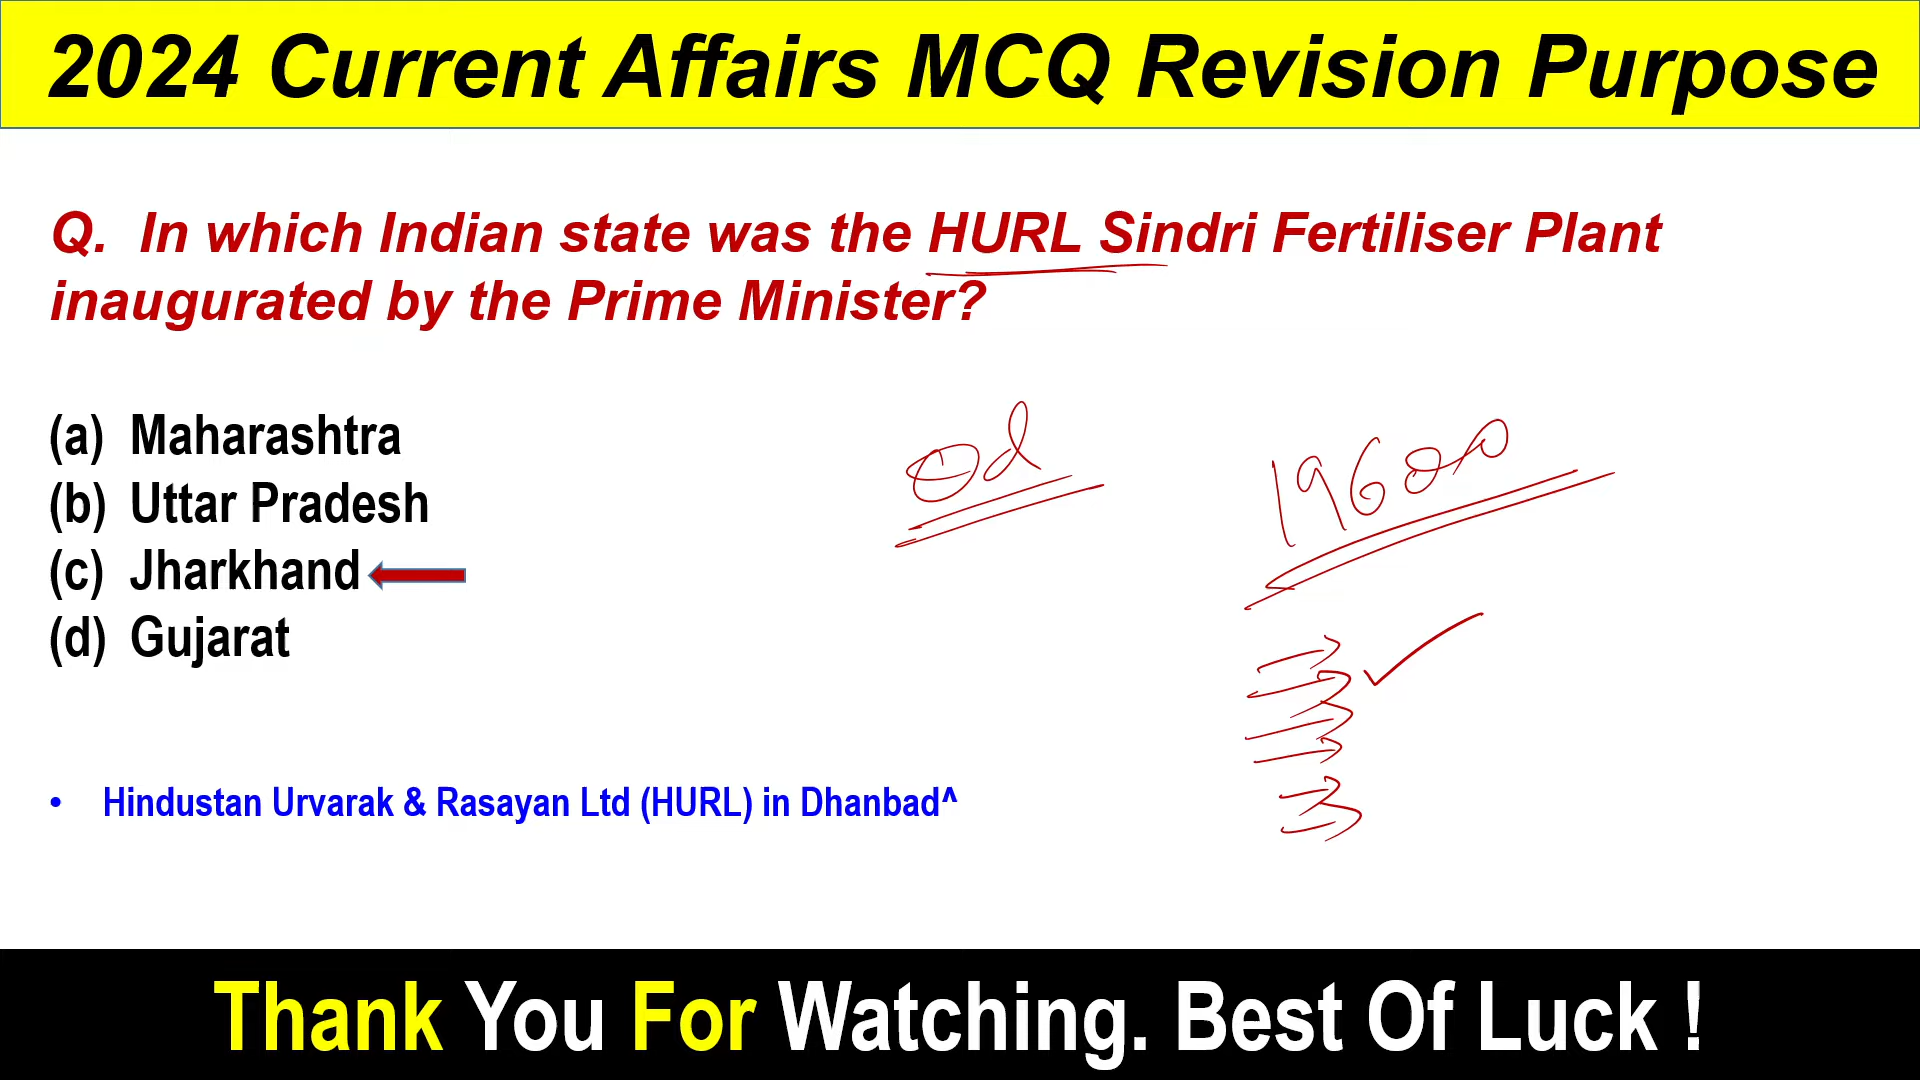 2024 Current Affairs MCQ Revision Purpose
Q. In which Indian state was the HURL Sindri Fertiliser Plant
inaugurated by the Prime Minister?
(a) Maharashtra
(b) Uttar Pradesh
(c) Jharkhand
(d) Gujarat
• Hindustan Urvarak & Rasayan Ltd (HURL) in Dhanbad^
Thank You For Watching. Best Of Luck !